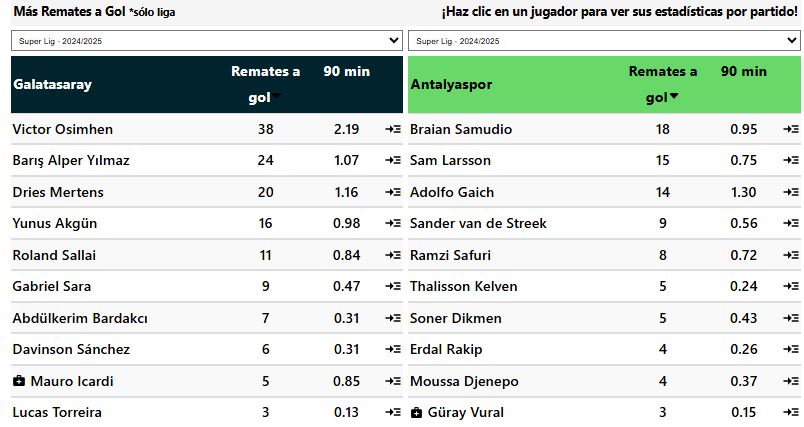 Más Remates a Gol *sólo liga
¡Haz clic en un jugador para ver sus estadísticas por partido!
Super Lig - 2024/2025
Super Lig - 2024/2025
Galatasaray Remates a gol 90 min
Victor Osimhen 38 2.19
Barış Alper Yılmaz 24 1.07
Dries Mertens 20 1.16
Yunus Akgün 16 0.98
Roland Sallai 11 0.84
Gabriel Sara 9 0.47
Abdülkerim Bardakcı 7 0.31
Davinson Sánchez 6 0.31
Mauro Icardi 5 0.85
Lucas Torreira 3 0.13
Antalyaspor Remates a gol 90 min
Braian Samudio 18 0.95
Sam Larsson 15 0.75
Adolfo Gaich 14 1.30
Sander van de Streek 9 0.56
Ramzi Safuri 8 0.72
Thalisson Kelven 5 0.24
Soner Dikmen 5 0.43
Erdal Rakip 4 0.26
Moussa Djenepo 4 0.37
Güray Vural 3 0.15